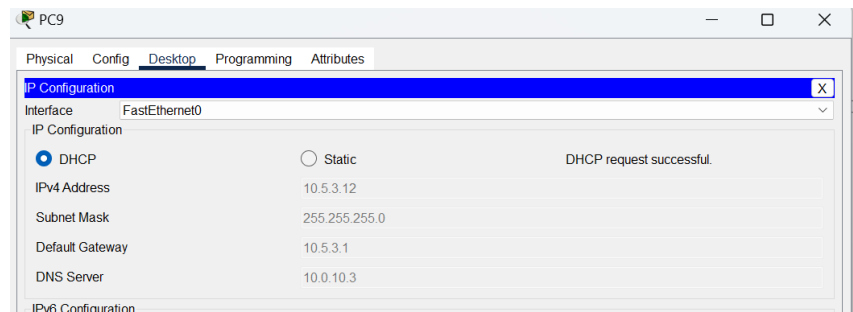 PC9
Physical Config Desktop Programming Attributes
IP Configuration X
Interface FastEthernet0
IP Configuration
DHCP Static DHCP request successful.
IPv4 Address 10.5.3.12
Subnet Mask 255.255.255.0
Default Gateway 10.5.3.1
DNS Server 10.0.10.3
IPv6 Configuration